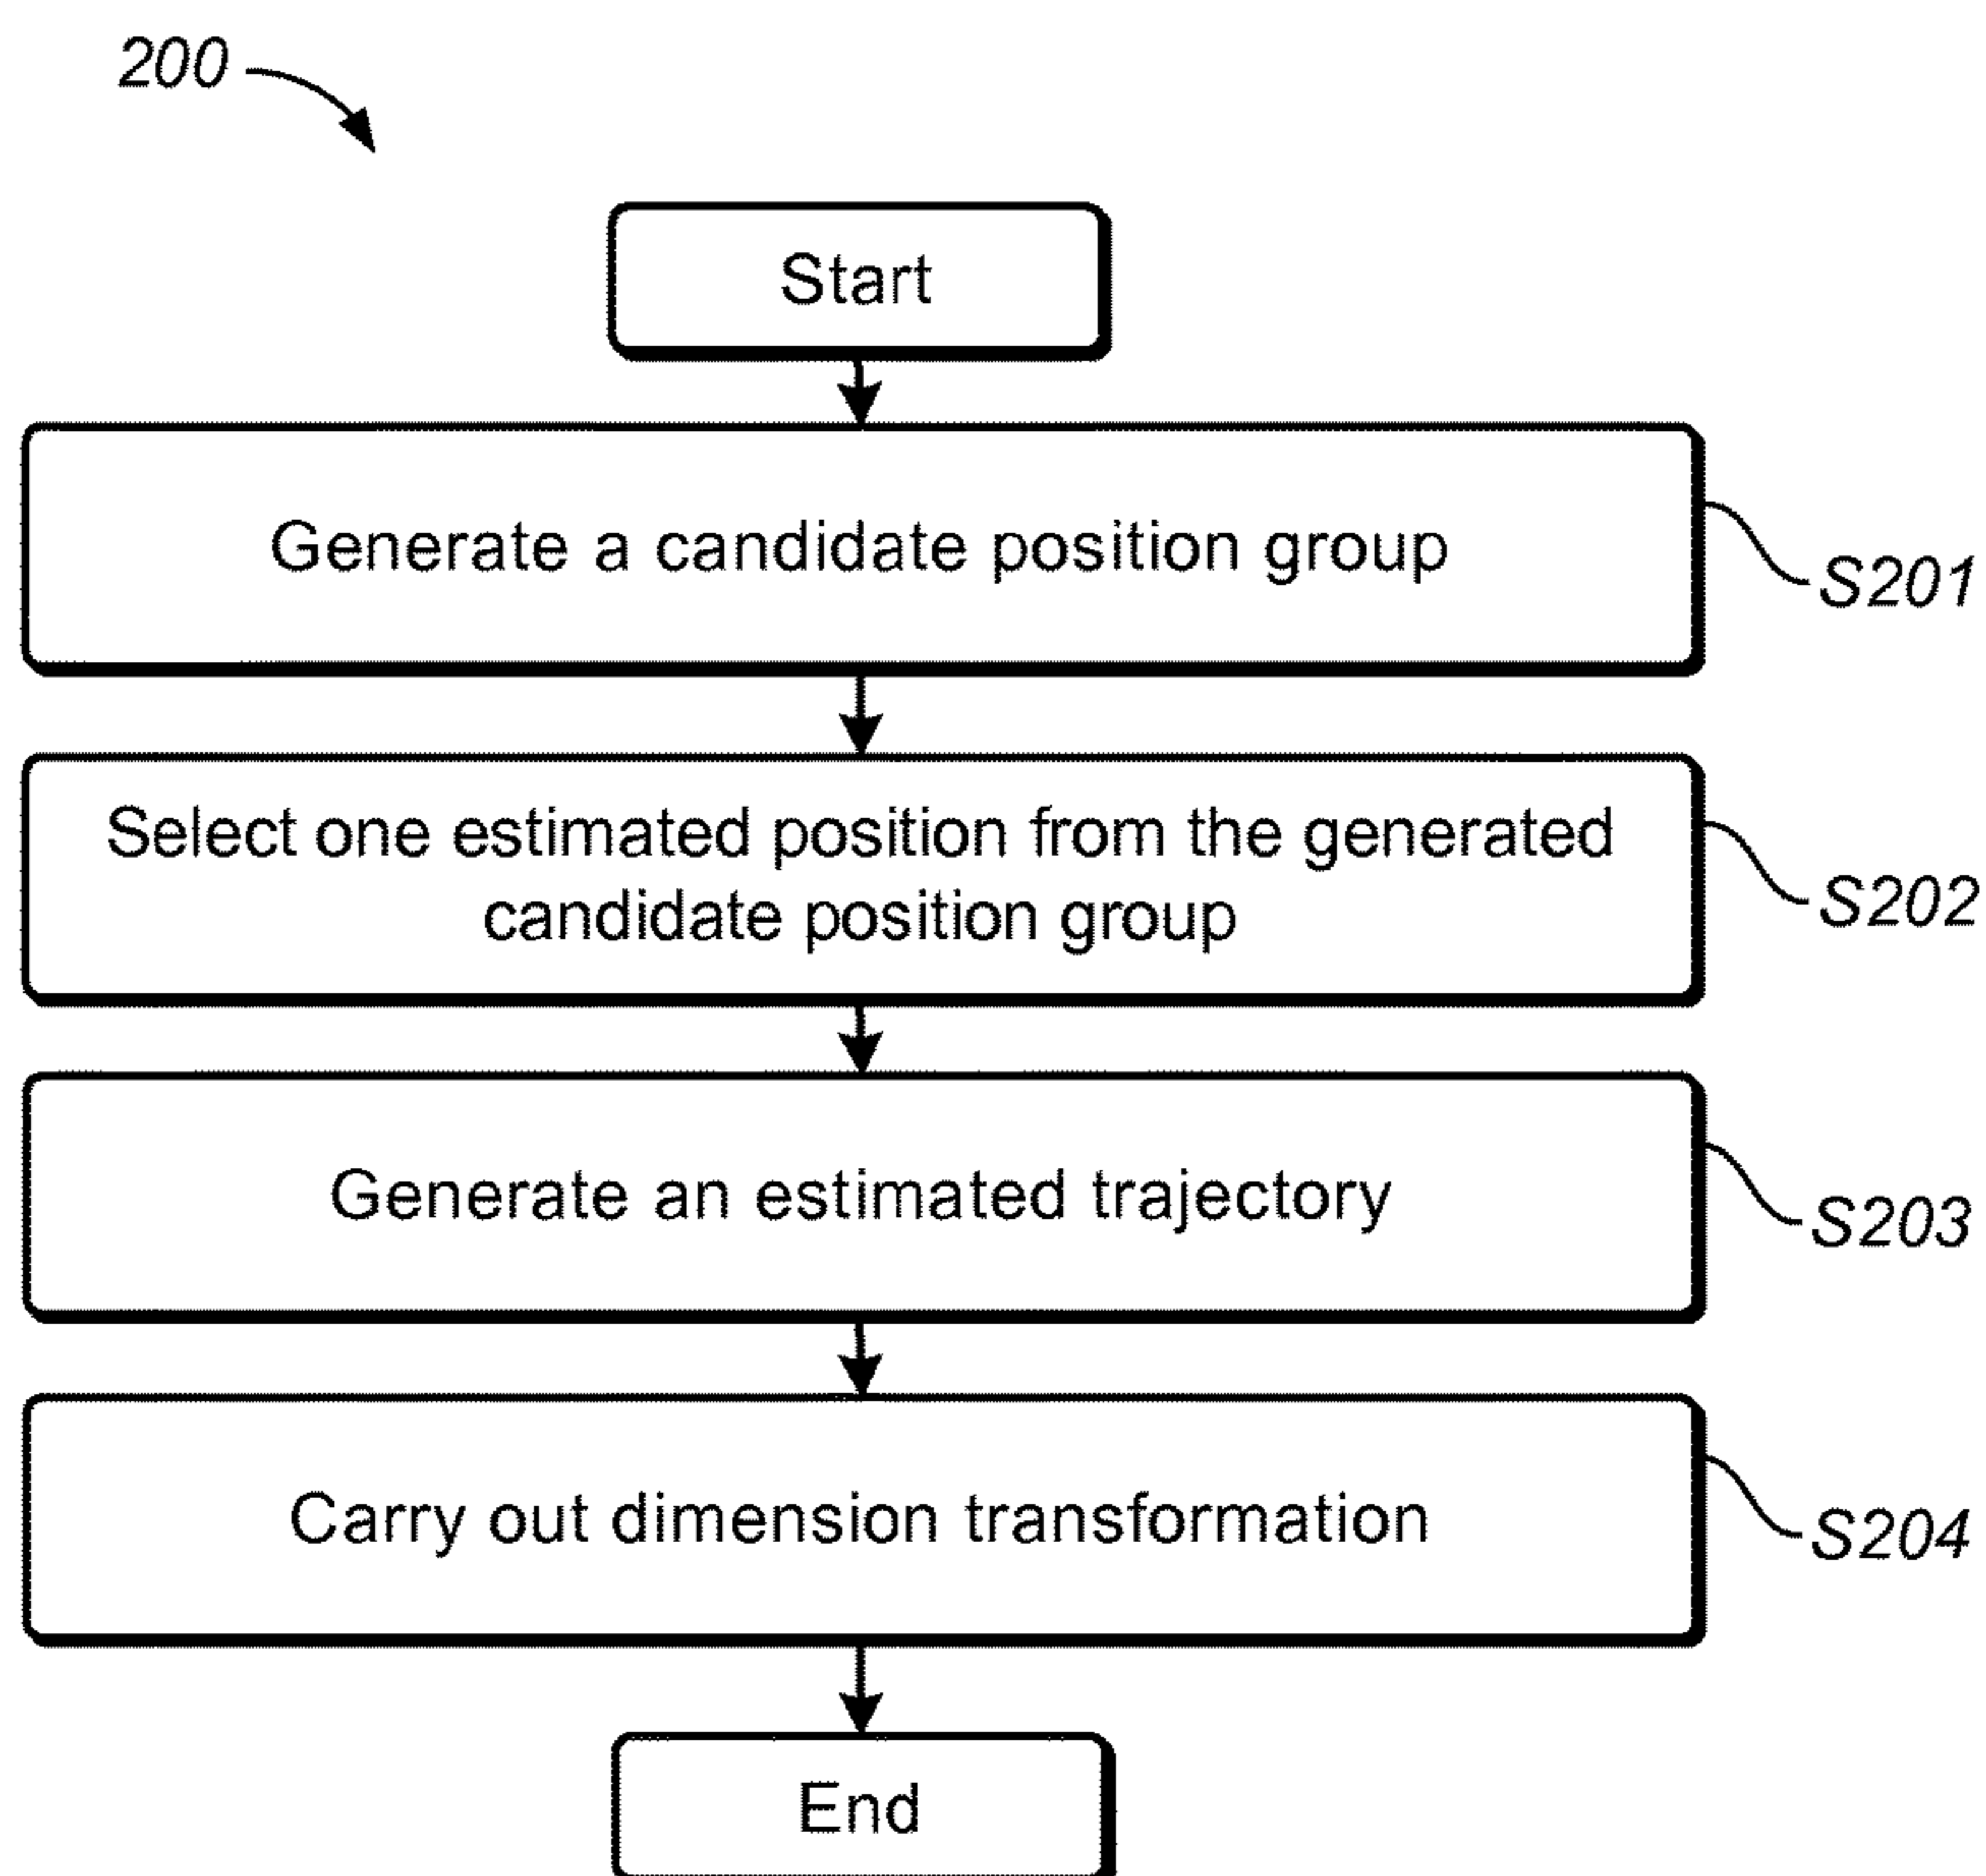 200
Start
Generate a candidate position group
S201
Select one estimated position from the generated
candidate position group
S202
Generate an estimated trajectory
S203
Carry out dimension transformation
S204
End